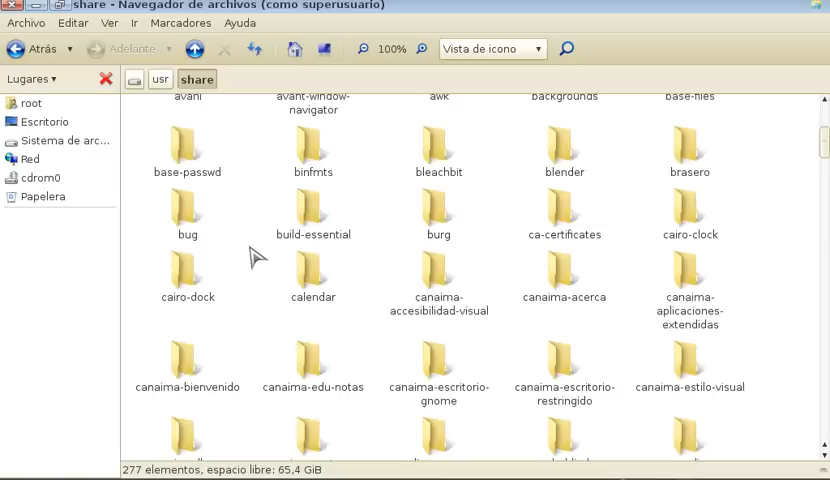 share - Navegador de archivos (como superusuario)
Archivo Editar Ver Ir Marcadores Ayuda
Atrás Adelante 100% Vista de icono
Lugares usr share
root
Escritorio
Sistema de arc...
Red
cdrom0
Papelera
avahi avant-window-navigator awk backgrounds base-files
base-passwd binfmts bleachbit blender brasero
bug build-essential burg ca-certificates cairo-clock
cairo-dock calendar canaima-accesibilidad-visual canaima-acerca canaima-aplicaciones-extendidas
canaima-bienvenido canaima-edu-notas canaima-escritorio-gnome canaima-escritorio-restringido canaima-estilo-visual
277 elementos, espacio libre: 65,4 GiB